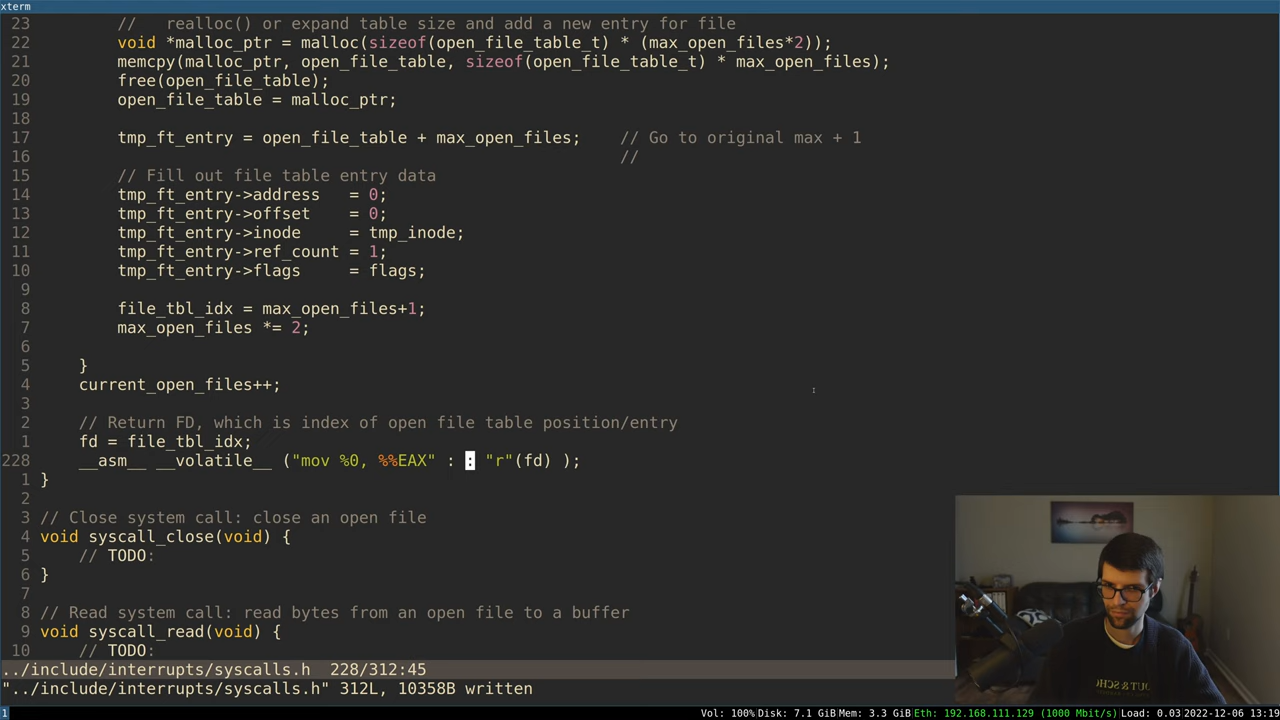 xterm
23 // realloc() or expand table size and add a new entry for file
22 void *malloc_ptr = malloc(sizeof(open_file_table_t) * (max_open_files*2));
21 memcpy(malloc_ptr, open_file_table, sizeof(open_file_table_t) * max_open_files);
20 free(open_file_table);
19 open_file_table = malloc_ptr;
18
17 tmp_ft_entry = open_file_table + max_open_files; // Go to original max + 1
16 //
15 // Fill out file table entry data
14 tmp_ft_entry->address = 0;
13 tmp_ft_entry->offset = 0;
12 tmp_ft_entry->inode = tmp_inode;
11 tmp_ft_entry->ref_count = 1;
10 tmp_ft_entry->flags = flags;
9
8 file_tbl_idx = max_open_files+1;
7 max_open_files *= 2;
6
5 }
4 current_open_files++;
3
2 // Return FD, which is index of open file table position/entry
1 fd = file_tbl_idx;
228 __asm__ __volatile__ ("mov %0, %%EAX" : : "r"(fd) );
1 }
2
3 // Close system call: close an open file
4 void syscall_close(void) {
5 // TODO:
6 }
7
8 // Read system call: read bytes from an open file to a buffer
9 void syscall_read(void) {
10 // TODO:
../include/interrupts/syscalls.h 228/312:45
"../include/interrupts/syscalls.h" 312L, 10358B written
1 Vol: 100% Disk: 7.1 GiB Mem: 3.3 GiB Eth: 192.168.111.129 (1000 Mbit/s) Load: 0.03 2022-12-06 13:19